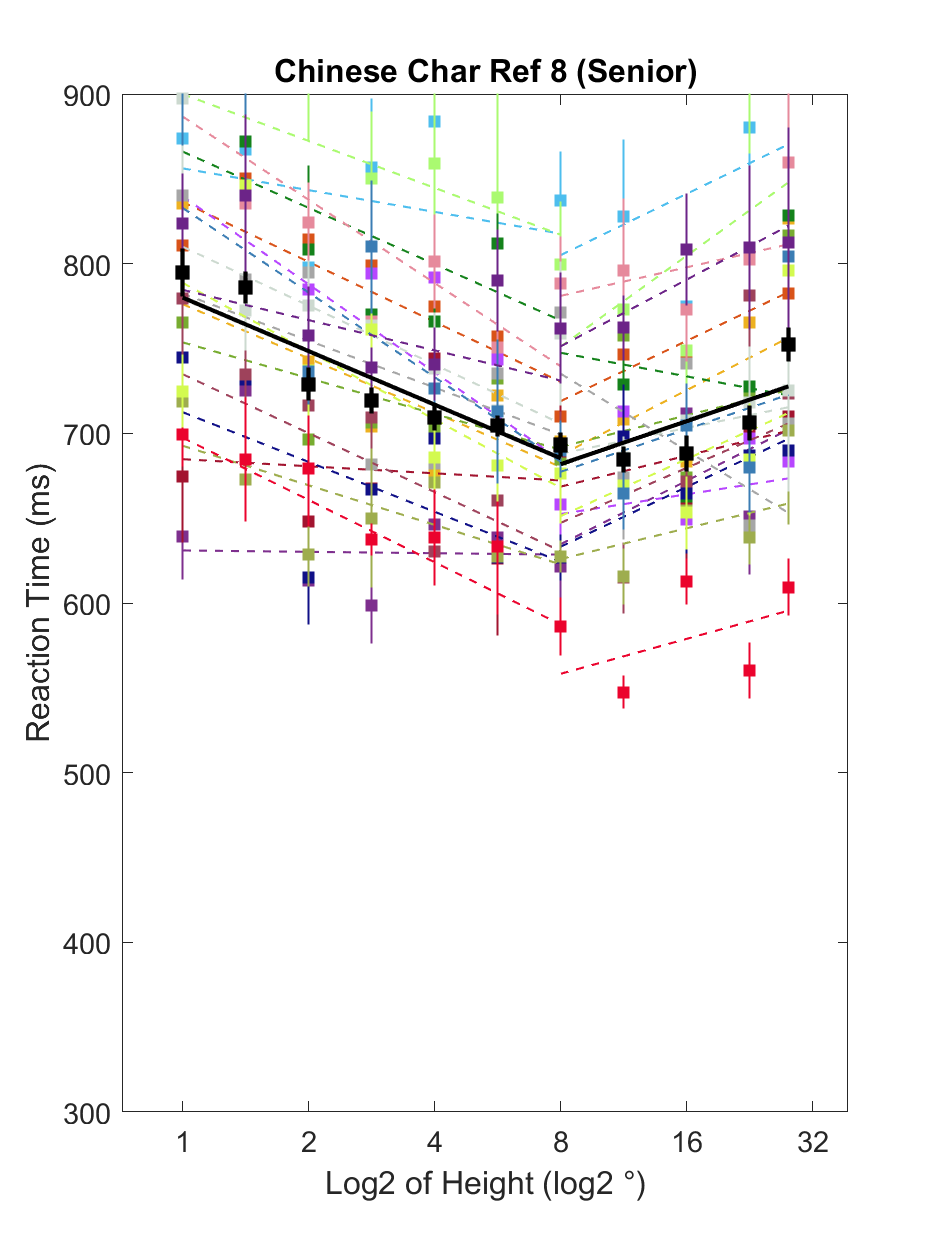 Chinese Char Ref 8 (Senior)
900
800
700
600
500
400
300
Reaction Time (ms)
1 2 4 8 16 32
Log2 of Height (log2 °)